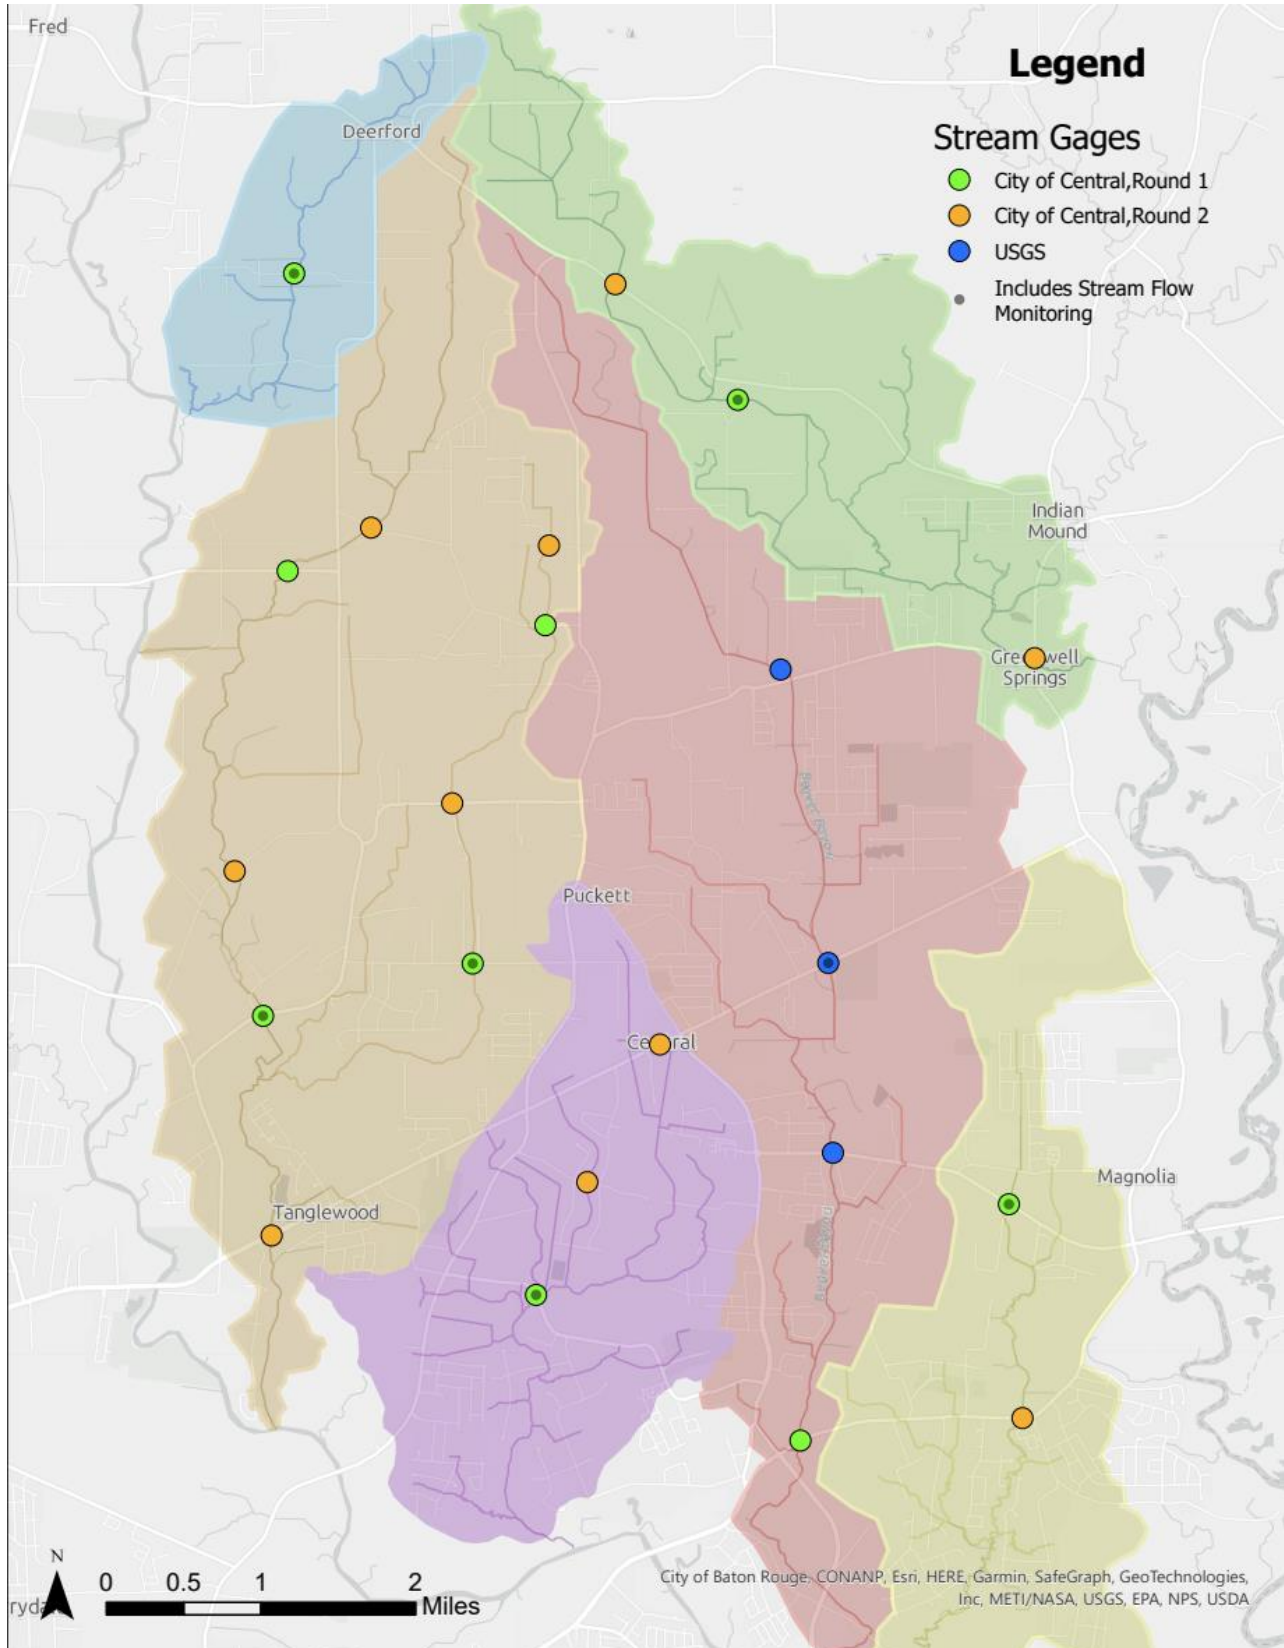 Fred
Legend
Deerford
Stream Gages
City of Central,Round 1
City of Central,Round 2
USGS
Includes Stream Flow
Monitoring
Indian
Mound
Springs
Puckett
Magnolia
Tanglewood
N
0 0.5 1 2
Miles
City of Baton Rouge, CONANP, Esri, HERE, Garmin, SafeGraph, GeoTechnologies,
Inc, METI/NASA, USGS, EPA, NPS, USDA